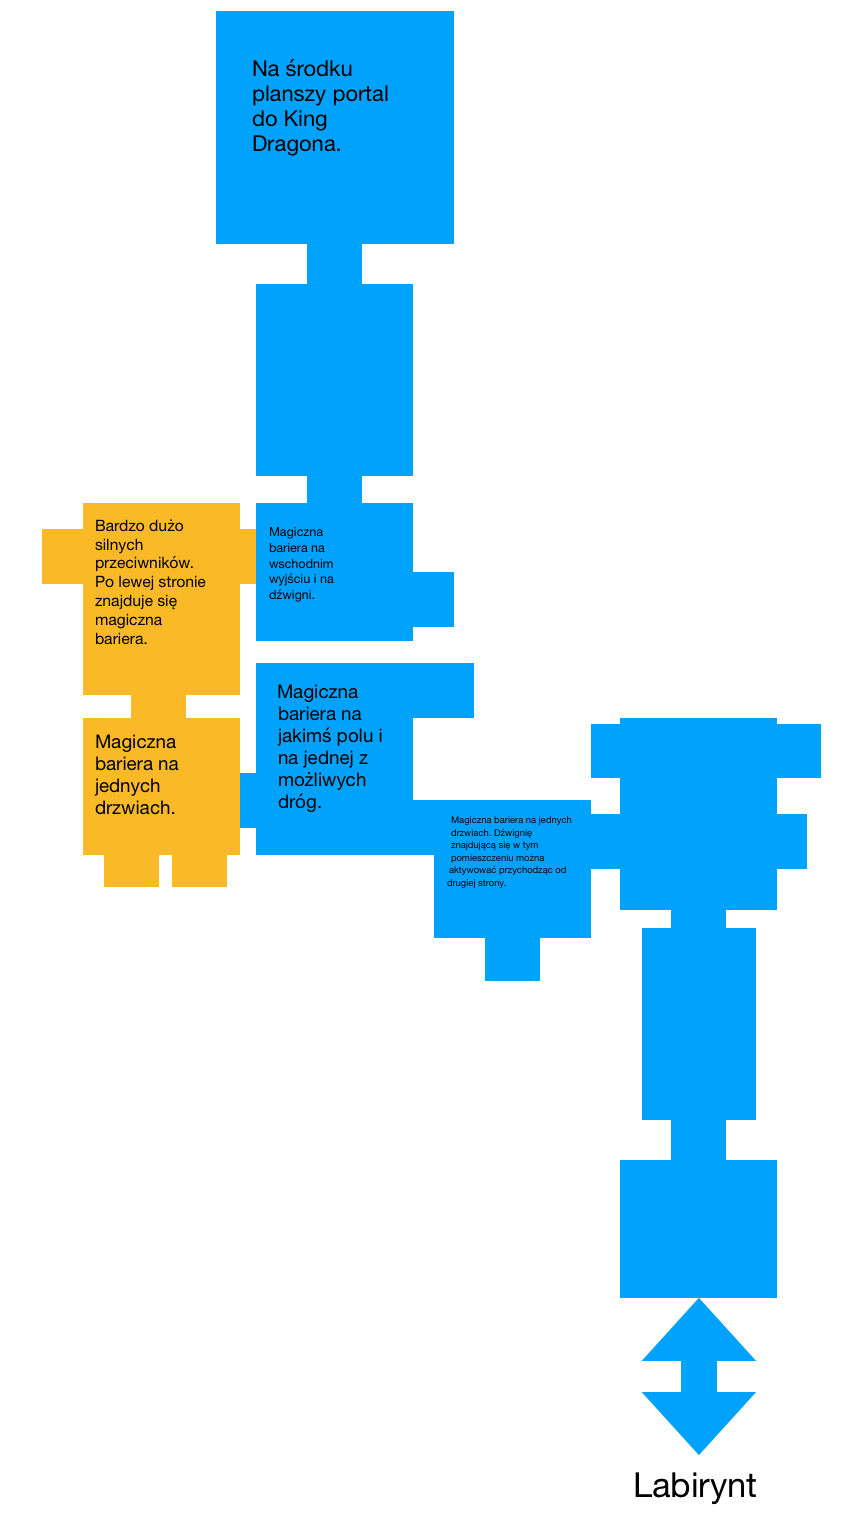 Na środku
planszy portal
do King
Dragona.
Bardzo dużo
silnych
przeciwników.
Po lewej stronie
znajduje się
magiczna
bariera.
Magiczna
bariera na
wschodnim
wyjściu i na
dźwigni.
Magiczna
bariera na
jakimś polu i
na jednej z
możliwych
dróg.
Magiczna
bariera na
jednych
drzwiach.
Magiczna bariera na jednych
drzwiach. Dźwignię
znajdującą się w tym
pomieszczeniu można
aktywować przychodząc od
drugiej strony.
Labirynt